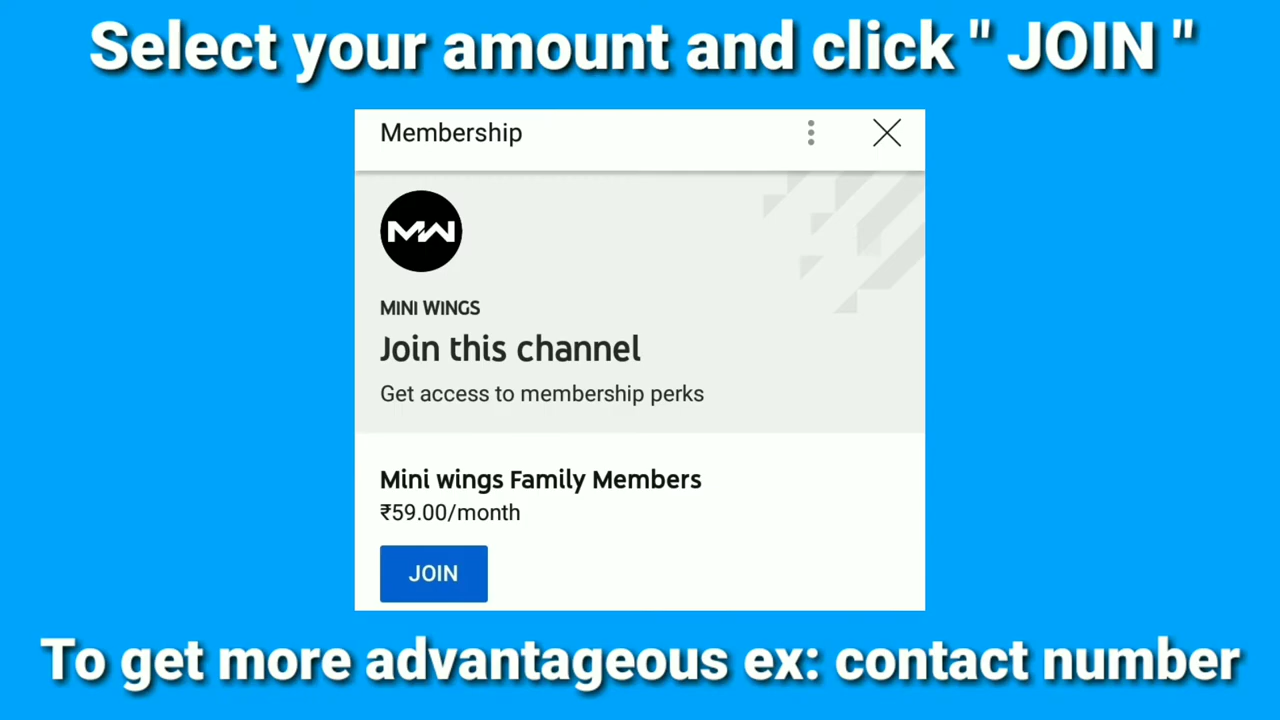 Select your amount and click " JOIN "
Membership
MW
MINI WINGS
Join this channel
Get access to membership perks
Mini wings Family Members
₹59.00/month
JOIN
To get more advantageous ex: contact number